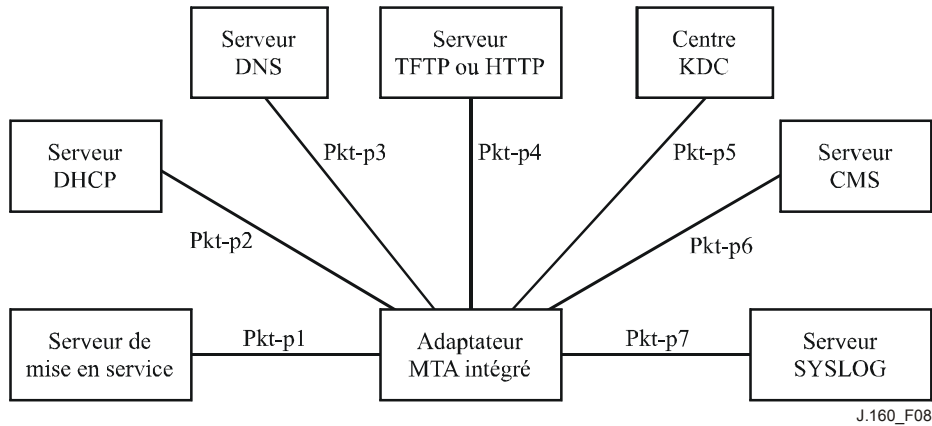 Serveur
DNS
Serveur
TFTP ou HTTP
Centre
KDC
Serveur
DHCP
Pkt-p3
Pkt-p4
Pkt-p5
Serveur
CMS
Pkt-p2
Pkt-p6
Serveur de
mise en service
Pkt-p1
Adaptateur
MTA intégré
Pkt-p7
Serveur
SYSLOG
J.160_F08